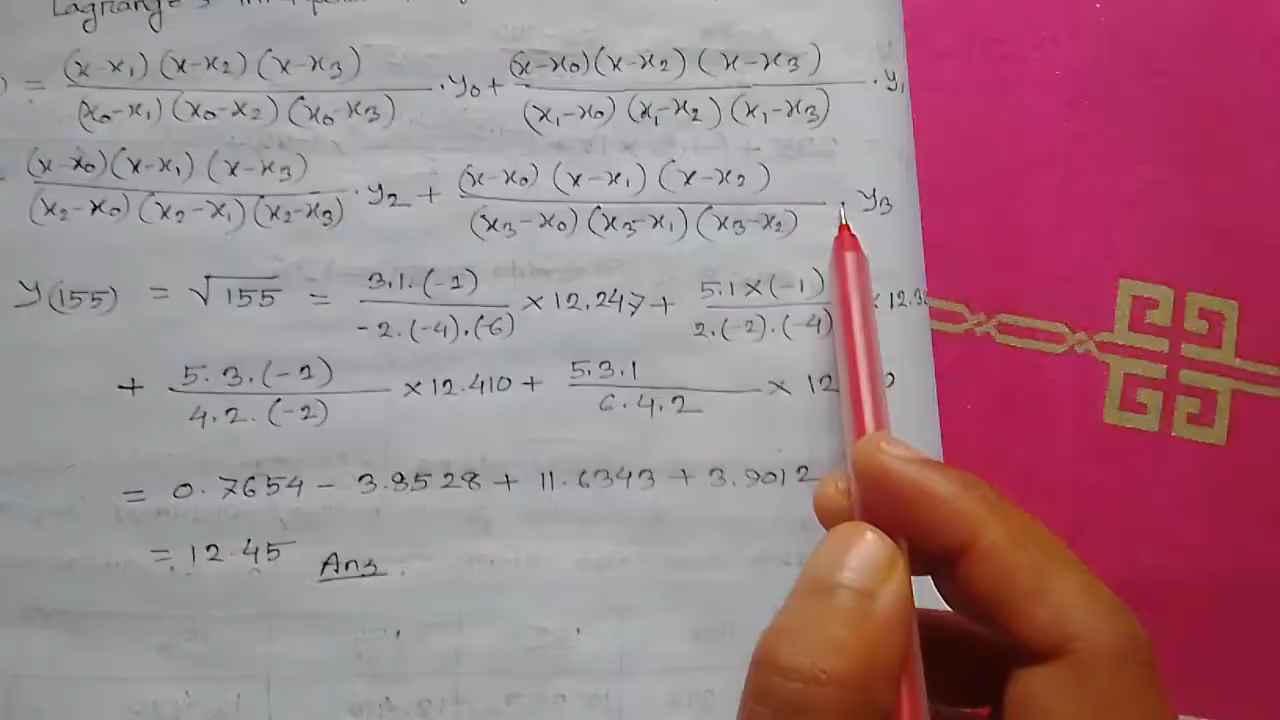 Lagrange's
= (x-x₁)(x-x₂)(x-x₃) / (x₀-x₁)(x₀-x₂)(x₀-x₃) · y₀ + (x-x₀)(x-x₂)(x-x₃) / (x₁-x₀)(x₁-x₂)(x₁-x₃) · y₁
(x-x₀)(x-x₁)(x-x₃) / (x₂-x₀)(x₂-x₁)(x₂-x₃) · y₂ + (x-x₀)(x-x₁)(x-x₂) / (x₃-x₀)(x₃-x₁)(x₃-x₂) · y₃
y(155) = √155 = 3.1.(-1) / -2.(-4).(-6) × 12.247 + 5.1×(-1) / 2.(-2).(-4) × 12.3
+ 5.3.(-1) / 4.2.(-2) × 12.410 + 5.3.1 / 6.4.2 × 12
= 0.7654 - 3.9528 + 11.6343 + 3.9012
= 12.45 Ans.